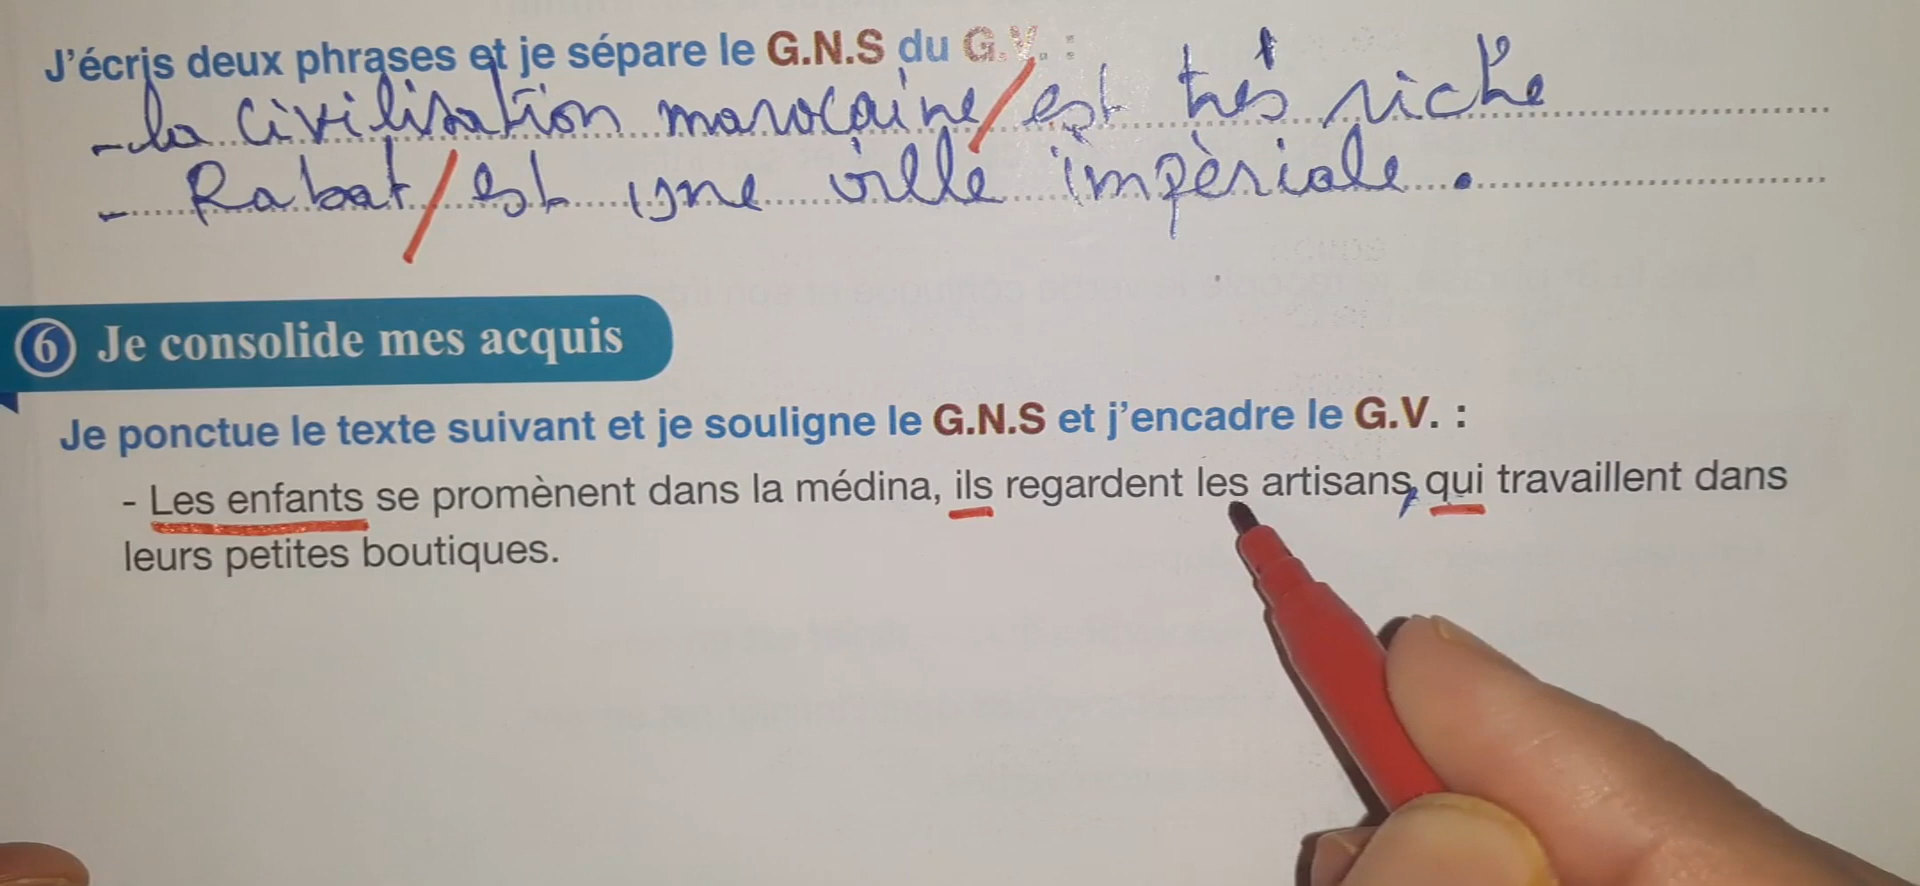 J'écris deux phrases et je sépare le G.N.S du G.V. :
- la civilisation marocaine / est très riche
- Rabat / est une ville impèriale .
6 Je consolide mes acquis
Je ponctue le texte suivant et je souligne le G.N.S et j'encadre le G.V. :
- Les enfants se promènent dans la médina, ils regardent les artisans, qui travaillent dans
leurs petites boutiques.